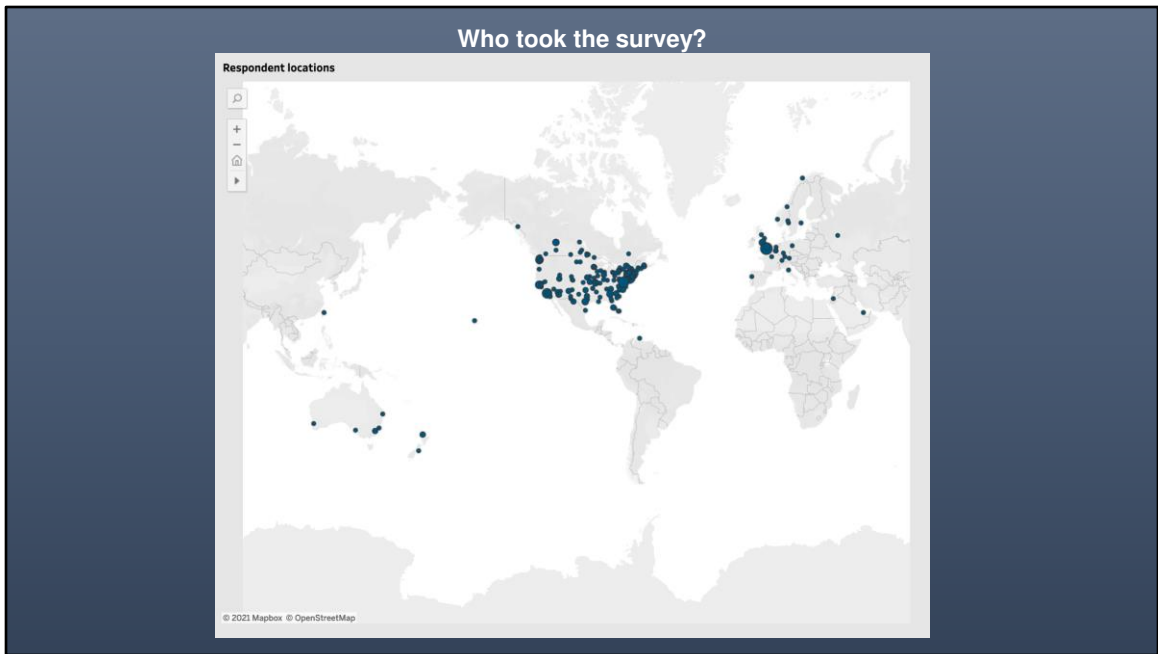 Who took the survey?
Respondent locations
+
−
© 2021 Mapbox © OpenStreetMap